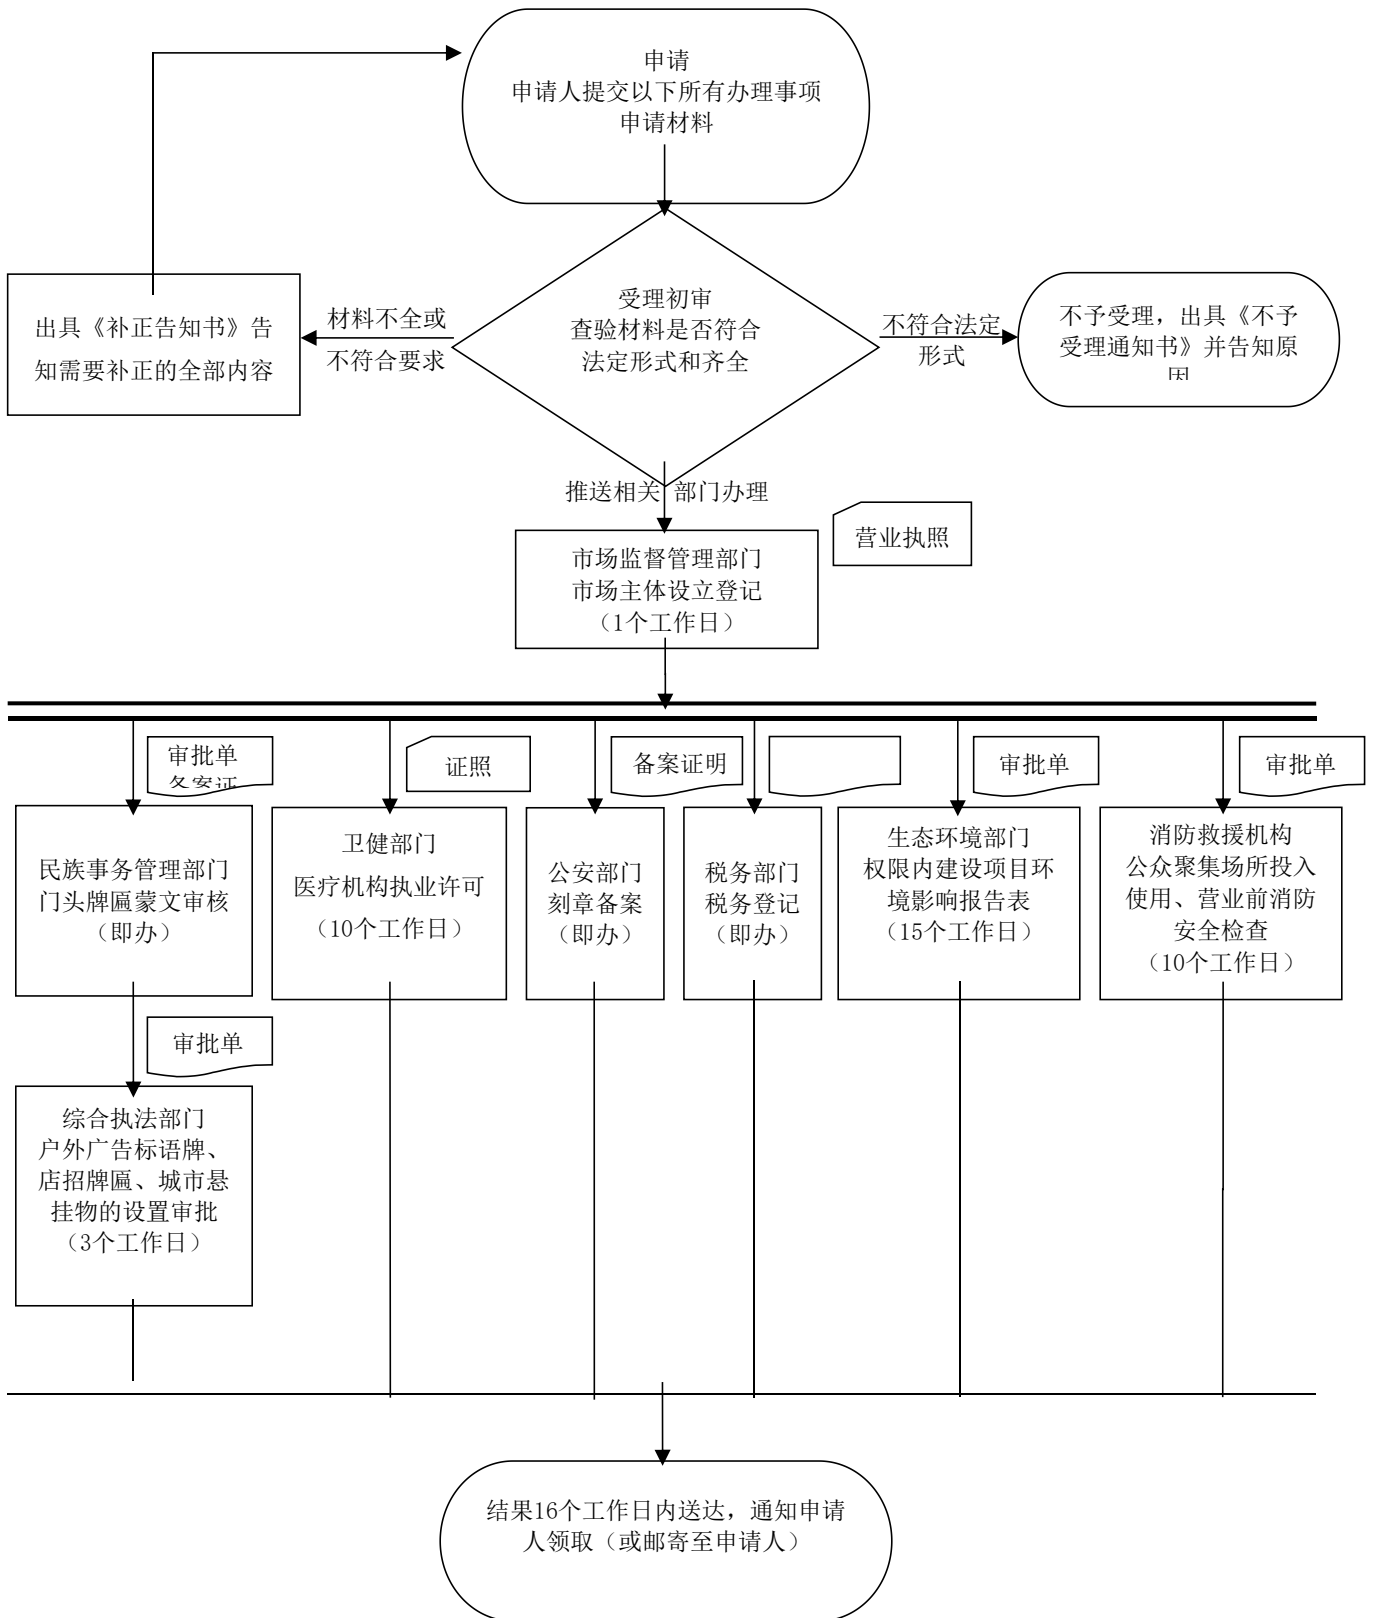 申请
申请人提交以下所有办理事项
申请材料
受理初审
查验材料是否符合
法定形式和齐全
材料不全或
不符合要求
出具《补正告知书》告
知需要补正的全部内容
不符合法定
形式
不予受理，出具《不予
受理通知书》并告知原
因
推送相关 部门办理
营业执照
市场监督管理部门
市场主体设立登记
（1个工作日）
审批单
备案证
证照
备案证明
审批单
审批单
民族事务管理部门
门头牌匾蒙文审核
（即办）
卫健部门
医疗机构执业许可
（10个工作日）
公安部门
刻章备案
（即办）
税务部门
税务登记
（即办）
生态环境部门
权限内建设项目环
境影响报告表
（15个工作日）
消防救援机构
公众聚集场所投入
使用、营业前消防
安全检查
（10个工作日）
审批单
综合执法部门
户外广告标语牌、
店招牌匾、城市悬
挂物的设置审批
（3个工作日）
结果16个工作日内送达，通知申请
人领取（或邮寄至申请人）